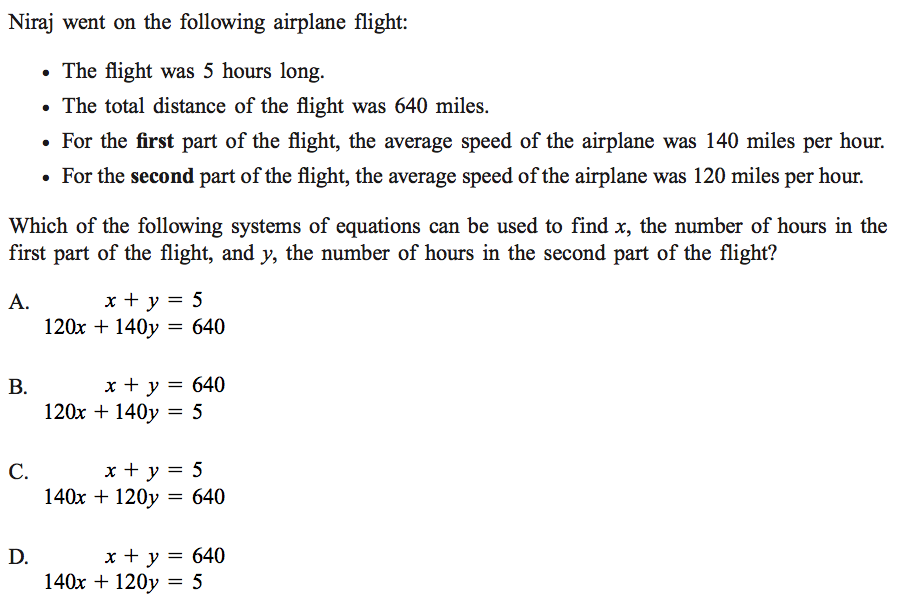 Niraj went on the following airplane flight:
• The flight was 5 hours long.
• The total distance of the flight was 640 miles.
• For the first part of the flight, the average speed of the airplane was 140 miles per hour.
• For the second part of the flight, the average speed of the airplane was 120 miles per hour.
Which of the following systems of equations can be used to find x, the number of hours in the
first part of the flight, and y, the number of hours in the second part of the flight?
A. x + y = 5
120x + 140y = 640
B. x + y = 640
120x + 140y = 5
C. x + y = 5
140x + 120y = 640
D. x + y = 640
140x + 120y = 5